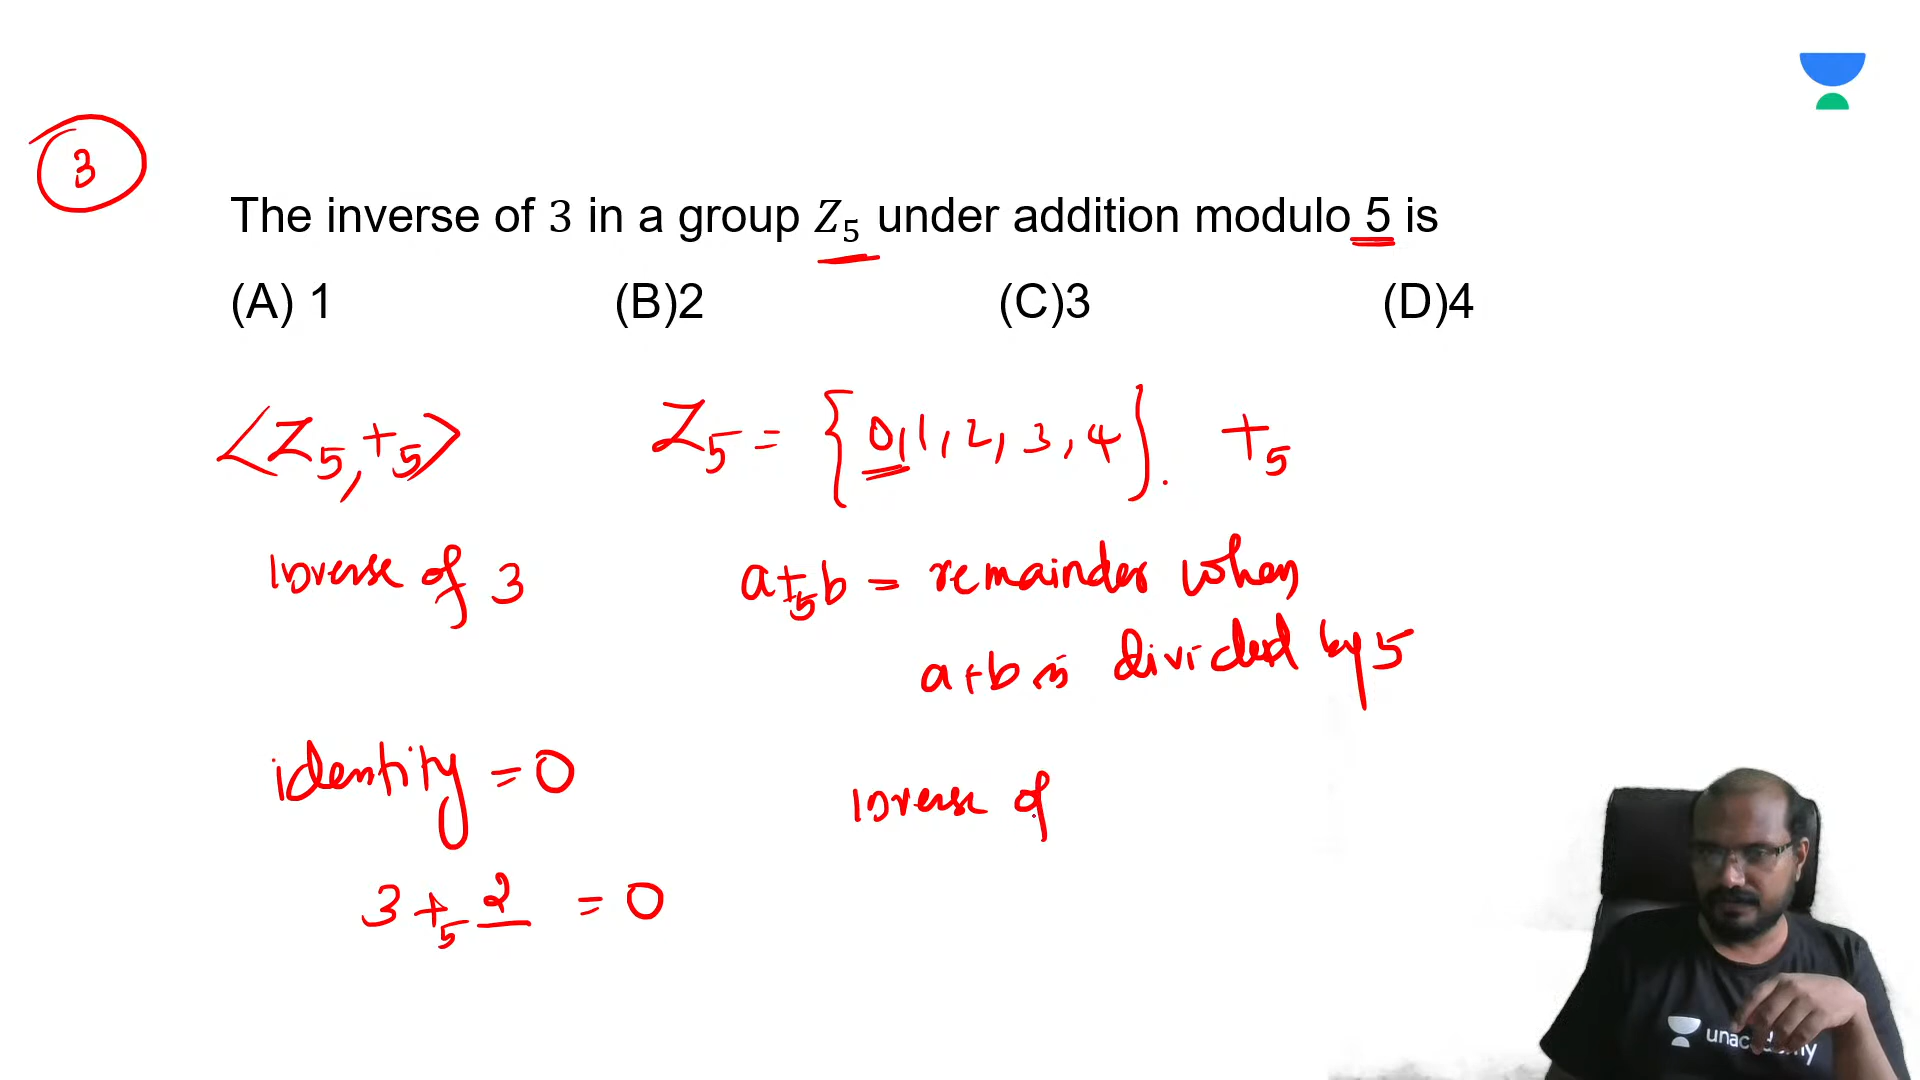 3
The inverse of 3 in a group Z₅ under addition modulo 5 is
(A) 1 (B)2 (C)3 (D)4
⟨Z₅, +₅⟩ Z₅ = {0, 1, 2, 3, 4}. +₅
inverse of 3 a +₅ b = remainder when
a+b is divided by 5
identity = 0 inverse of
3 +₅ 2 = 0
unacademy